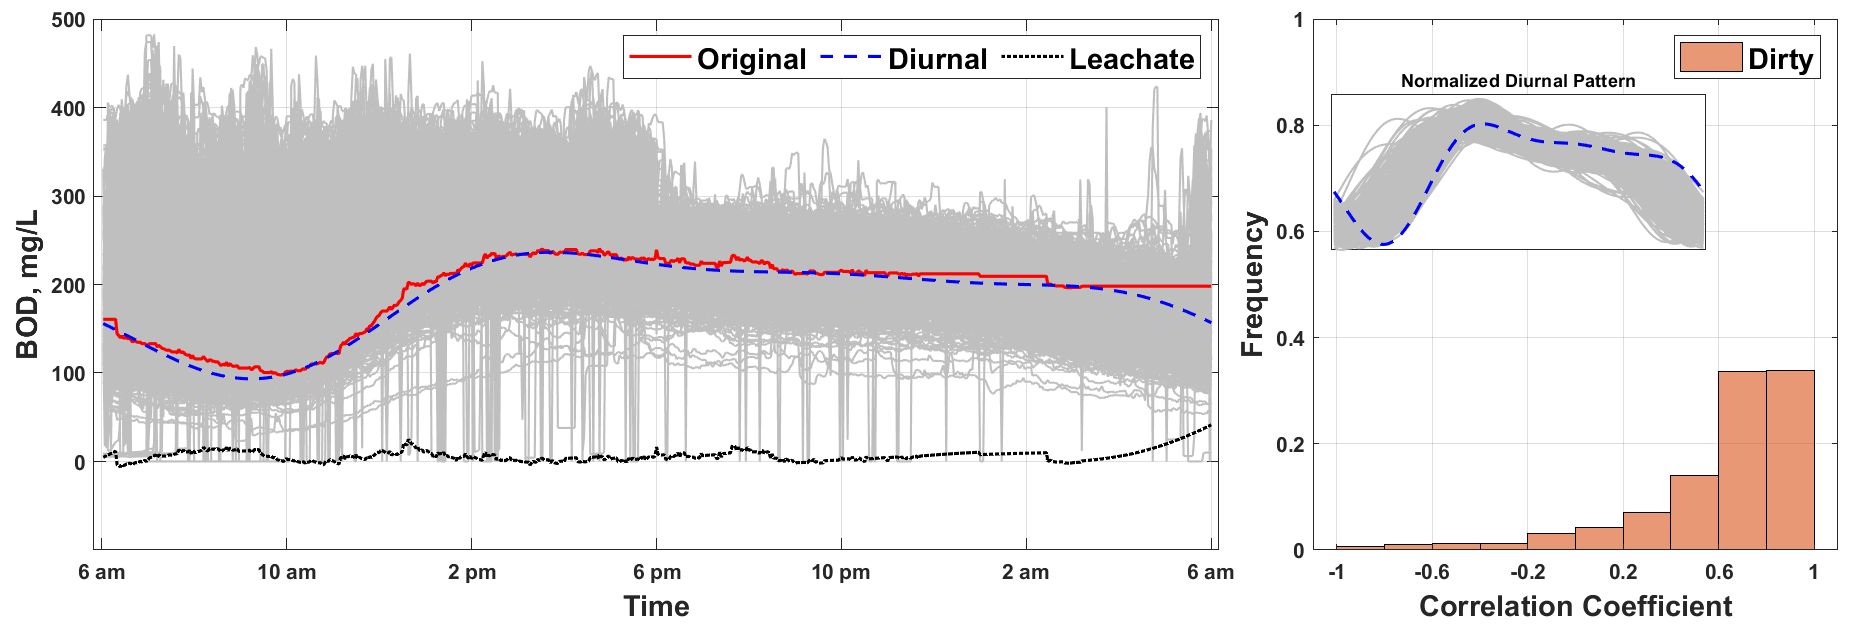 500
400
300
200
100
0
BOD, mg/L
Original Diurnal Leachate
6 am 10 am 2 pm 6 pm 10 pm 2 am 6 am
Time
1
0.8
0.6
0.4
0.2
0
Frequency
Dirty
Normalized Diurnal Pattern
-1 -0.6 -0.2 0.2 0.6 1
Correlation Coefficient